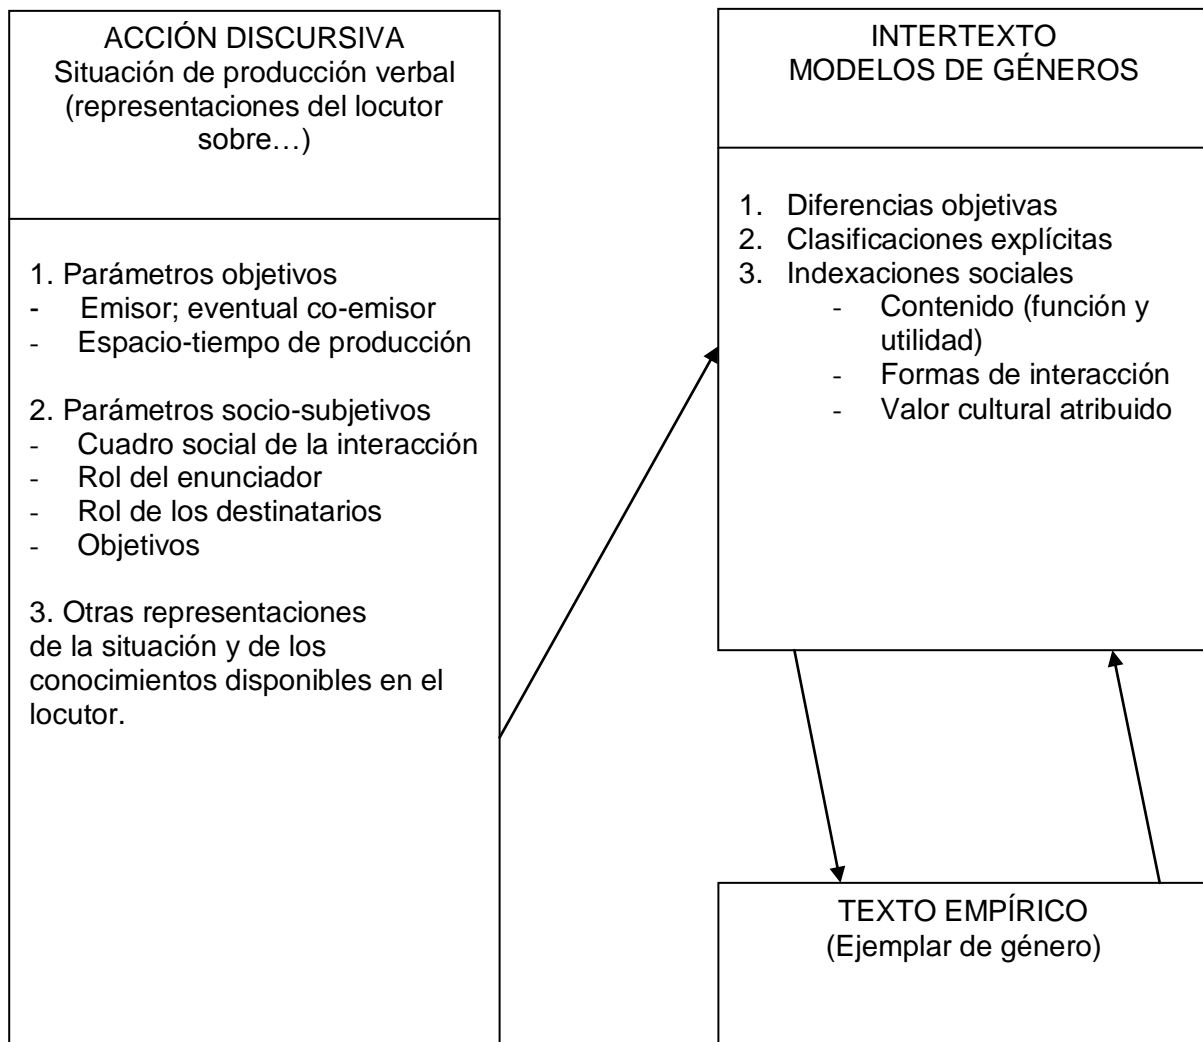 ACCIÓN DISCURSIVA
Situación de producción verbal
(representaciones del locutor
sobre…)
1. Parámetros objetivos
- Emisor; eventual co-emisor
- Espacio-tiempo de producción
2. Parámetros socio-subjetivos
- Cuadro social de la interacción
- Rol del enunciador
- Rol de los destinatarios
- Objetivos
3. Otras representaciones
de la situación y de los
conocimientos disponibles en el
locutor.
INTERTEXTO
MODELOS DE GÉNEROS
1. Diferencias objetivas
2. Clasificaciones explícitas
3. Indexaciones sociales
- Contenido (función y
utilidad)
- Formas de interacción
- Valor cultural atribuido
TEXTO EMPÍRICO
(Ejemplar de género)